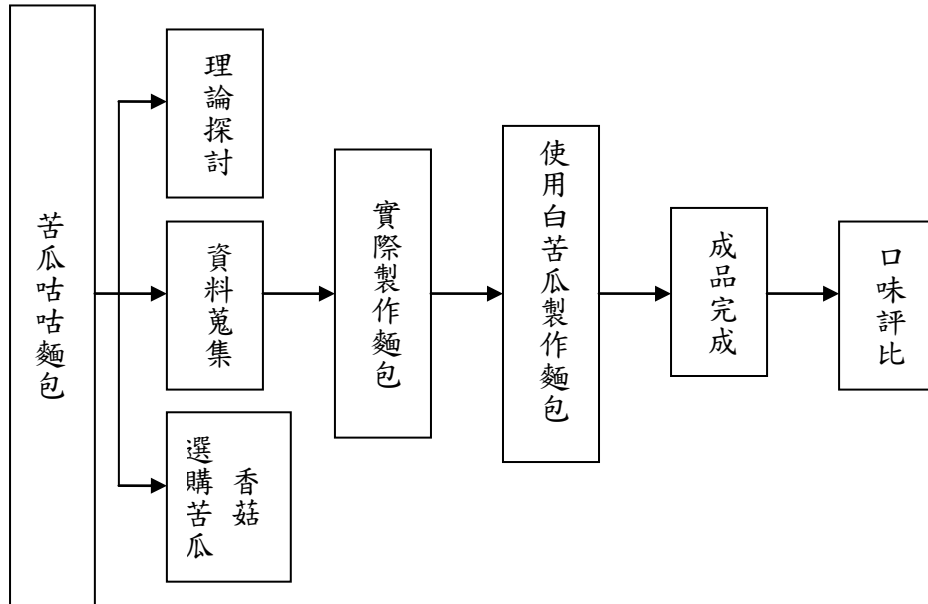 苦瓜咕咕麵包
理論探討
資料蒐集
選購苦瓜
香菇
實際製作麵包
使用白苦瓜製作麵包
成品完成
口味評比